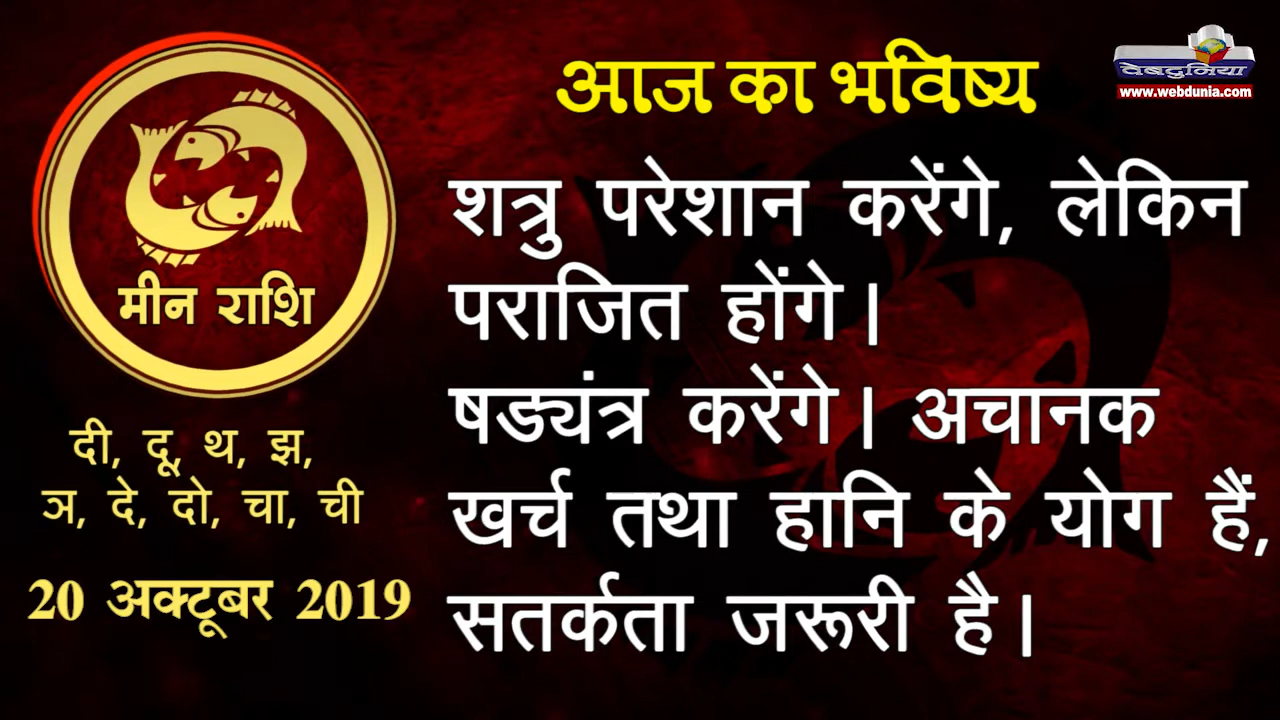 आज का भविष्य
वेबदुनिया
www.webdunia.com
मीन राशि
दी, दू, थ, झ,
ञ, दे, दो, चा, ची
20 अक्टूबर 2019
शत्रु परेशान करेंगे, लेकिन
पराजित होंगे।
षड्यंत्र करेंगे। अचानक
खर्च तथा हानि के योग हैं,
सतर्कता जरूरी है।